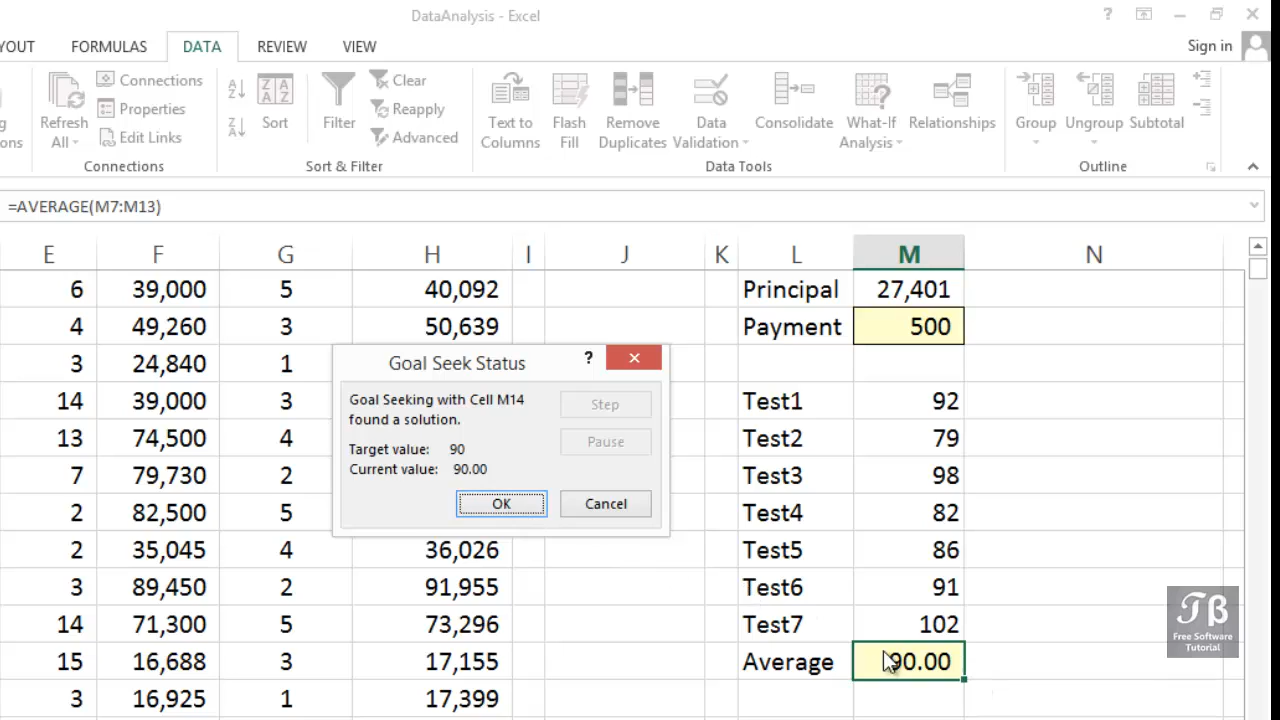 DataAnalysis - Excel
?
YOUT FORMULAS DATA REVIEW VIEW Sign in
Connections
Properties
Edit Links
Refresh
All
Connections
Sort
Filter
Clear
Reapply
Advanced
Sort & Filter
Text to
Columns
Flash
Fill
Remove
Duplicates
Data
Validation
Consolidate
What-If
Analysis
Relationships
Data Tools
Group
Ungroup
Subtotal
Outline
=AVERAGE(M7:M13)
E F G H I J K L M N
6 39,000 5 40,092 Principal 27,401
4 49,260 3 50,639 Payment 500
3 24,840 1
14 39,000 3 Test1 92
13 74,500 4 Test2 79
7 79,730 2 Test3 98
2 82,500 5 Test4 82
2 35,045 4 36,026 Test5 86
3 89,450 2 91,955 Test6 91
14 71,300 5 73,296 Test7 102
15 16,688 3 17,155 Average 90.00
3 16,925 1 17,399
Goal Seek Status ?
Goal Seeking with Cell M14
found a solution.
Target value: 90
Current value: 90.00
Step
Pause
OK Cancel
TB
Free Software
Tutorial